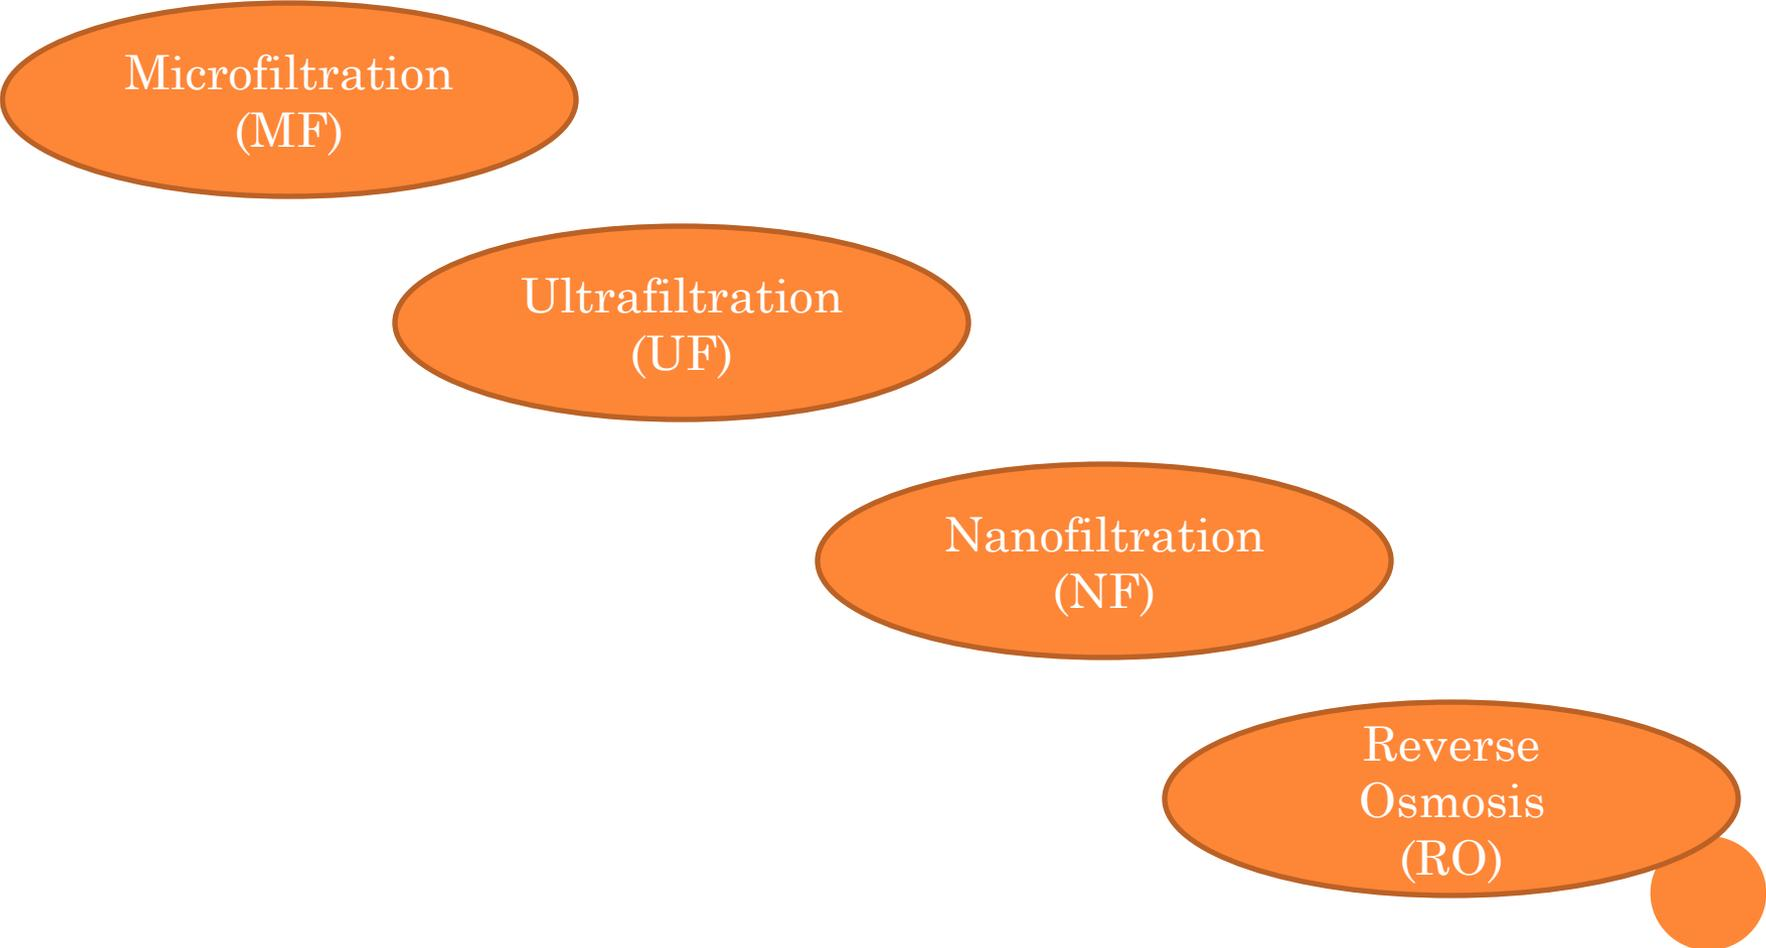 Microfiltration
(MF)
Ultrafiltration
(UF)
Nanofiltration
(NF)
Reverse
Osmosis
(RO)